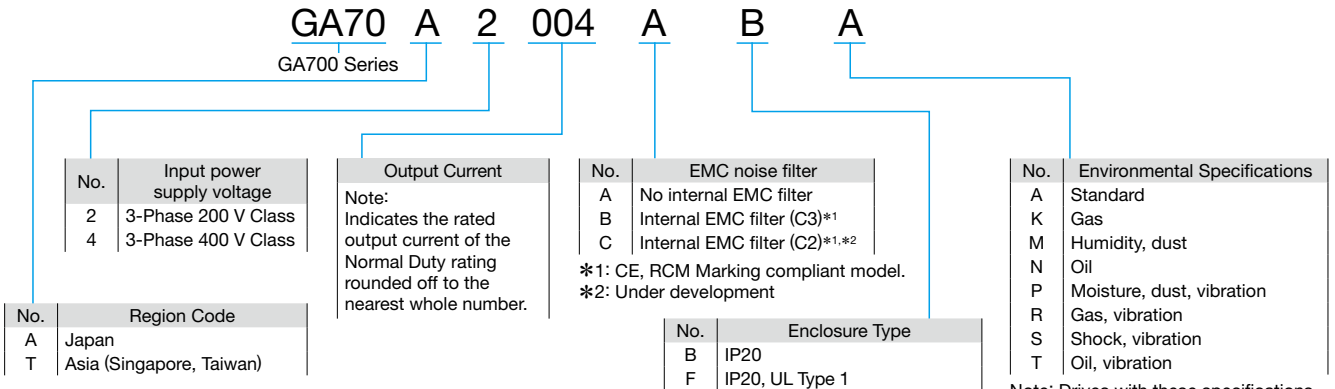 GA70 A 2 004 A B A
GA700 Series
No. Input power supply voltage
2 3-Phase 200 V Class
4 3-Phase 400 V Class
Output Current
Note:
Indicates the rated
output current of the
Normal Duty rating
rounded off to the
nearest whole number.
No. EMC noise filter
A No internal EMC filter
B Internal EMC filter (C3)*1
C Internal EMC filter (C2)*1,*2
*1: CE, RCM Marking compliant model.
*2: Under development
No. Environmental Specifications
A Standard
K Gas
M Humidity, dust
N Oil
P Moisture, dust, vibration
R Gas, vibration
S Shock, vibration
T Oil, vibration
No. Region Code
A Japan
T Asia (Singapore, Taiwan)
No. Enclosure Type
B IP20
F IP20, UL Type 1
Note: Drives with these specifications